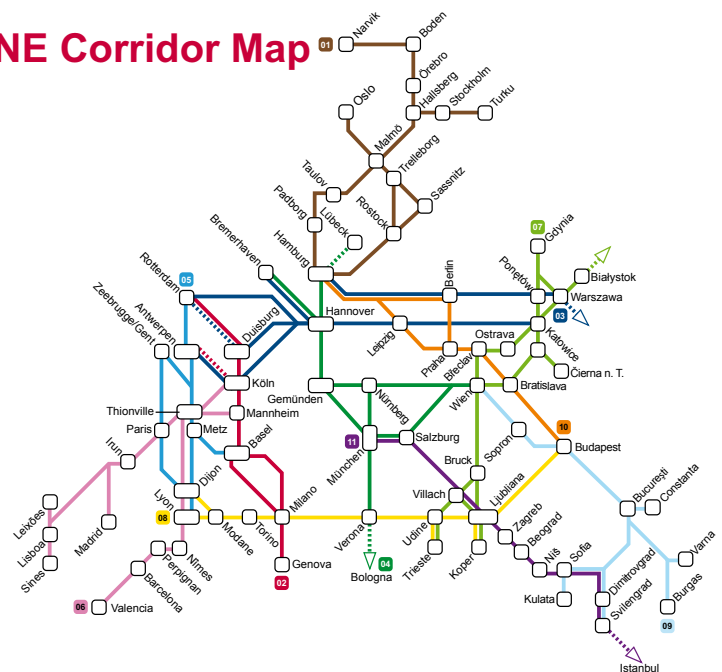 NE Corridor Map
01
Narvik
Boden
Örebro
Hallsberg
Stockholm
Turku
Oslo
Malmö
Trelleborg
Sassnitz
Taulov
Padborg
Rostock
Lübeck
Hamburg
Bremerhaven
07
Gdynia
Białystok
Ponętów
Warszawa
03
Berlin
05
Rotterdam
Zeebrugge/Gent
Antwerpen
Duisburg
Hannover
Leipzig
Praha
Ostrava
Katowice
Břeclav
Čierna n. T.
Köln
Gemünden
Nürnberg
Wien
Bratislava
Thionville
Mannheim
Paris
Metz
Basel
11
München
Salzburg
Sopron
10
Budapest
Irun
Dijon
Bruck
Villach
Ljubljana
București
Constanta
Leixões
Lisboa
Sines
Madrid
Lyon
08
Modane
Torino
Milano
Verona
Udine
Trieste
Koper
Zagreb
Beograd
Niš
Sofia
Kulata
Dimitrovgrad
Svilengrad
Varna
Burgas
09
Genova
02
Bologna
04
Nimes
Perpignan
Barcelona
06
Valencia
Istanbul